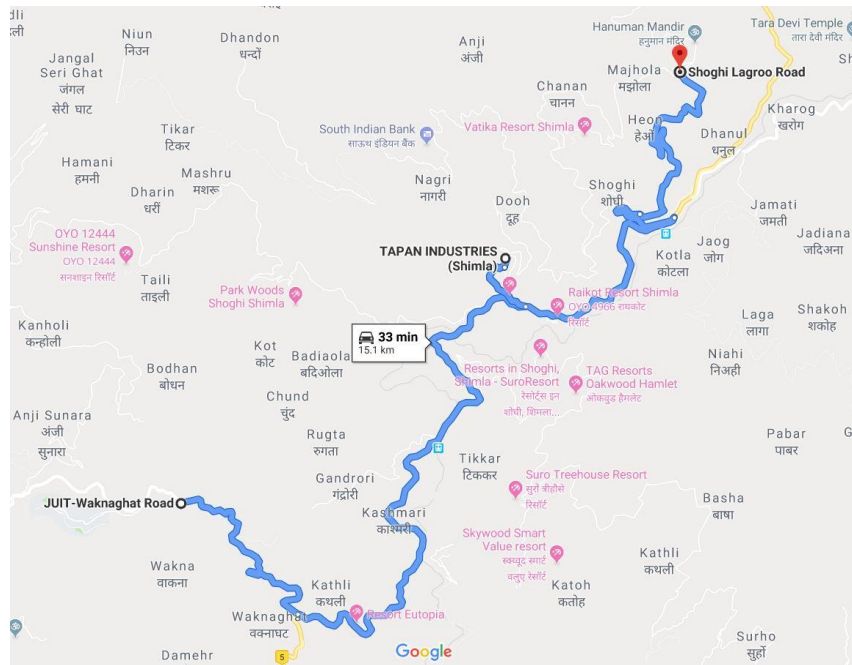 Niun
निउन
Dhandon
धन्दों
Anji
अंजी
Hanuman Mandir
हनुमान मंदिर
Tara Devi Temple
तारा देवी मंदिर
Jangal
Seri Ghat
जंगल
सेरी घाट
Majhola
मझोला
Shoghi Lagroo Road
Chanan
चानन
Kharog
खरोग
Tikar
टिकर
South Indian Bank
साऊथ इंडियन बैंक
Vatika Resort Shimla
Heon
हेओं
Dhanul
धनुल
Hamani
हमनी
Mashru
मशरू
Nagri
नागरी
Dharin
धरीं
Dooh
दूह
Shoghi
शोघी
Jamati
जमती
OYO 12444
Sunshine Resort
OYO 12444
सनशाइन रिसॉर्ट
TAPAN INDUSTRIES
(Shimla)
Kotla
कोटला
Jaog
जोग
Jadiana
जदिअना
Taili
ताइली
Park Woods
Shoghi Shimla
Raikot Resort Shimla
OYO 4966 रायकोट
रिसॉर्ट
Laga
लागा
Shakoh
शकोह
Kanholi
कन्होली
33 min
15.1 km
Kot
कोट
Badiaola
बदिओला
Resorts in Shoghi,
Shimla - SuroResort
रिसोर्ट्स इन
शोघी, शिमला...
TAG Resorts
Oakwood Hamlet
ओकवुड हैमलेट
Niahi
निअही
Bodhan
बोधन
Chund
चुंद
Anji Sunara
अंजी
सुनारा
Rugta
रुगता
Pabar
पाबर
Tikkar
टिककर
Gandrori
गंद्रोरी
Suro Treehouse Resort
सुरो ट्रीहौसे
रिसॉर्ट
JUIT-Waknaghat Road
Basha
बाषा
Kashmari
काश्मरी
Skywood Smart
Value resort
स्क्य्वूद स्मार्ट
वलुए रेसॉर्ट
Kathli
कथली
Wakna
वाकना
Kathli
कथली
Katoh
कतोह
Waknaghat
वक्नाघट
Resort Eutopia
Surho
सुर्हो
Damehr
5
Google